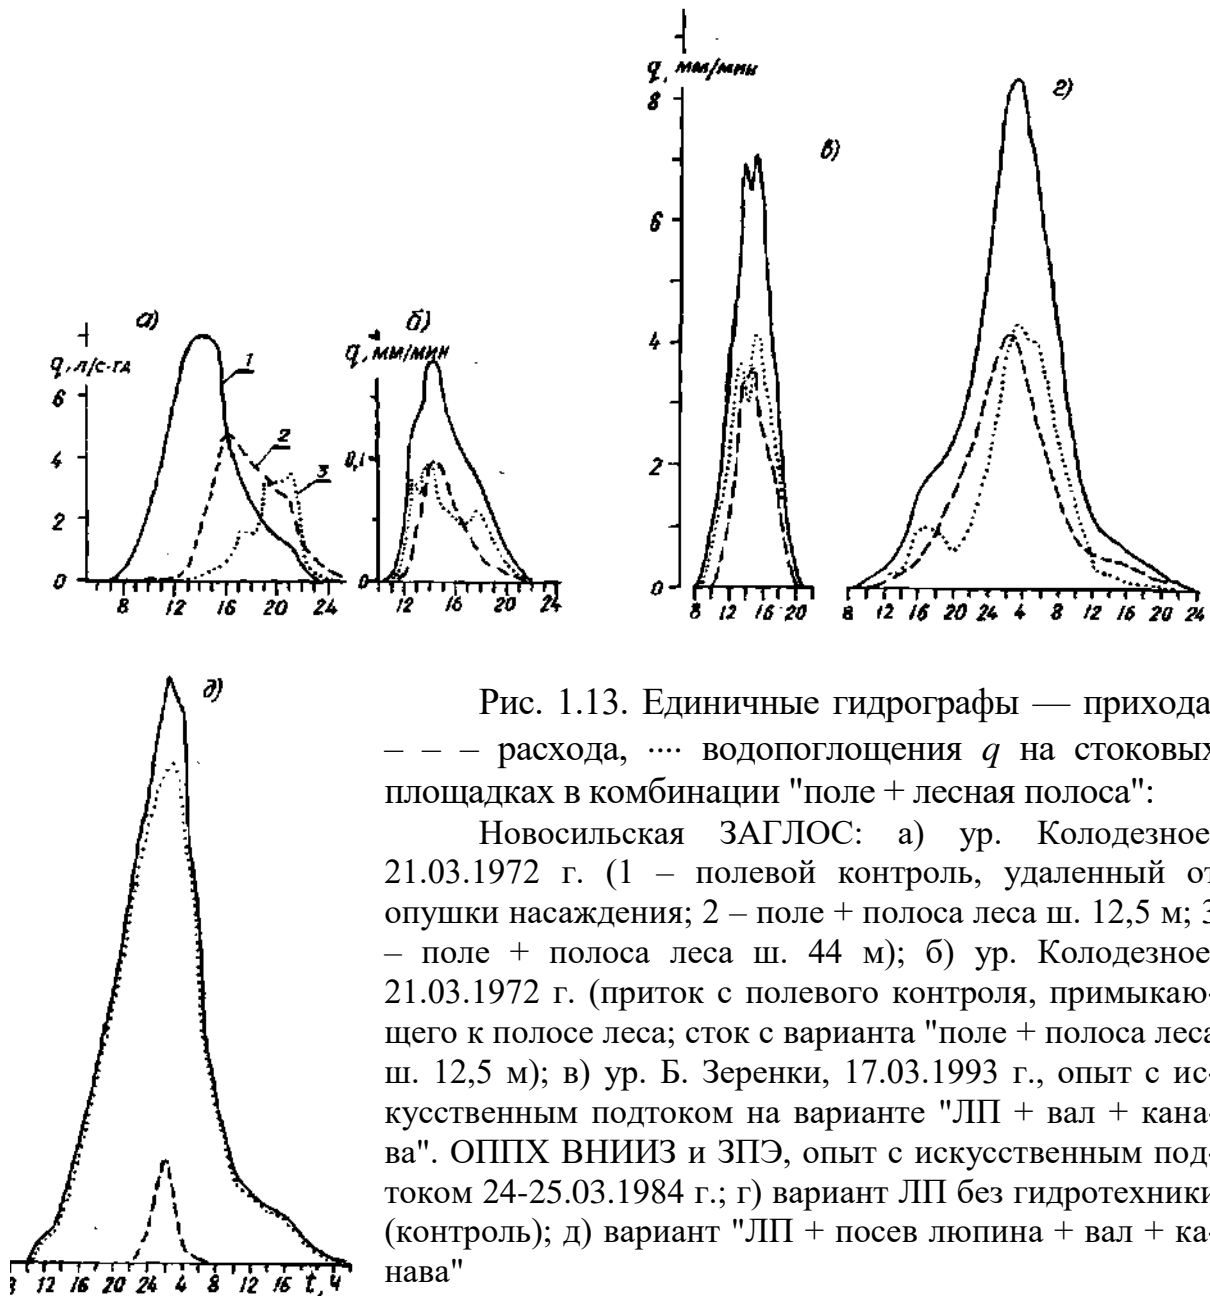 q, мм/мин
г)
8
в)
6
а)
б)
q, л/с·га
1
q, мм/мин
4
6
2
4
0,1
3
2
2
0
0
0
8 12 16 20 24
12 16 20 24
8 12 16 20
8 12 16 20 24 4 8 12 16 20 24
д)
Рис. 1.13. Единичные гидрографы — прихода,
– – – расхода, ···· водопоглощения q на стоковых
площадках в комбинации "поле + лесная полоса":
Новосильская ЗАГЛОС: а) ур. Колодезное,
21.03.1972 г. (1 – полевой контроль, удаленный от
опушки насаждения; 2 – поле + полоса леса ш. 12,5 м; 3
– поле + полоса леса ш. 44 м); б) ур. Колодезное,
21.03.1972 г. (приток с полевого контроля, примыкаю-
щего к полосе леса; сток с варианта "поле + полоса леса
ш. 12,5 м); в) ур. Б. Зеренки, 17.03.1993 г., опыт с ис-
кусственным подтоком на варианте "ЛП + вал + кана-
ва". ОППХ ВНИИЗ и ЗПЭ, опыт с искусственным под-
током 24-25.03.1984 г.; г) вариант ЛП без гидротехники
(контроль); д) вариант "ЛП + посев люпина + вал + ка-
нава"
8 12 16 20 24 4 8 12 16 t, ч